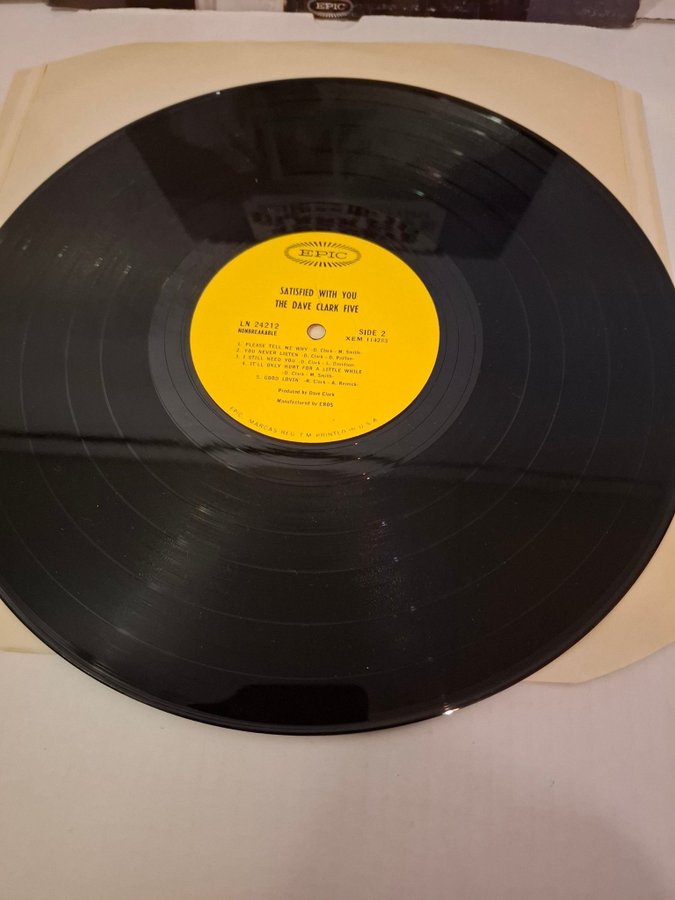 EPIC
EPIC
SATISFIED WITH YOU
THE DAVE CLARK FIVE
LN 24212
NONBREAKABLE
SIDE 2
XEM 114283
1. PLEASE TELL ME WHY -D. Clark - M. Smith-
2. YOU NEVER LISTEN -D. Clark - D. Payton-
3. I STILL NEED YOU -D. Clark - L. Davidson-
4. IT'LL ONLY HURT FOR A LITTLE WHILE
-D. Clark - M. Smith-
5. GOOD LOVIN' -R. Clark - A. Resnick-
Produced by Dave Clark
Manufactured by CROS
"EPIC", MARCAS REG. T.M. PRINTED IN U.S.A.